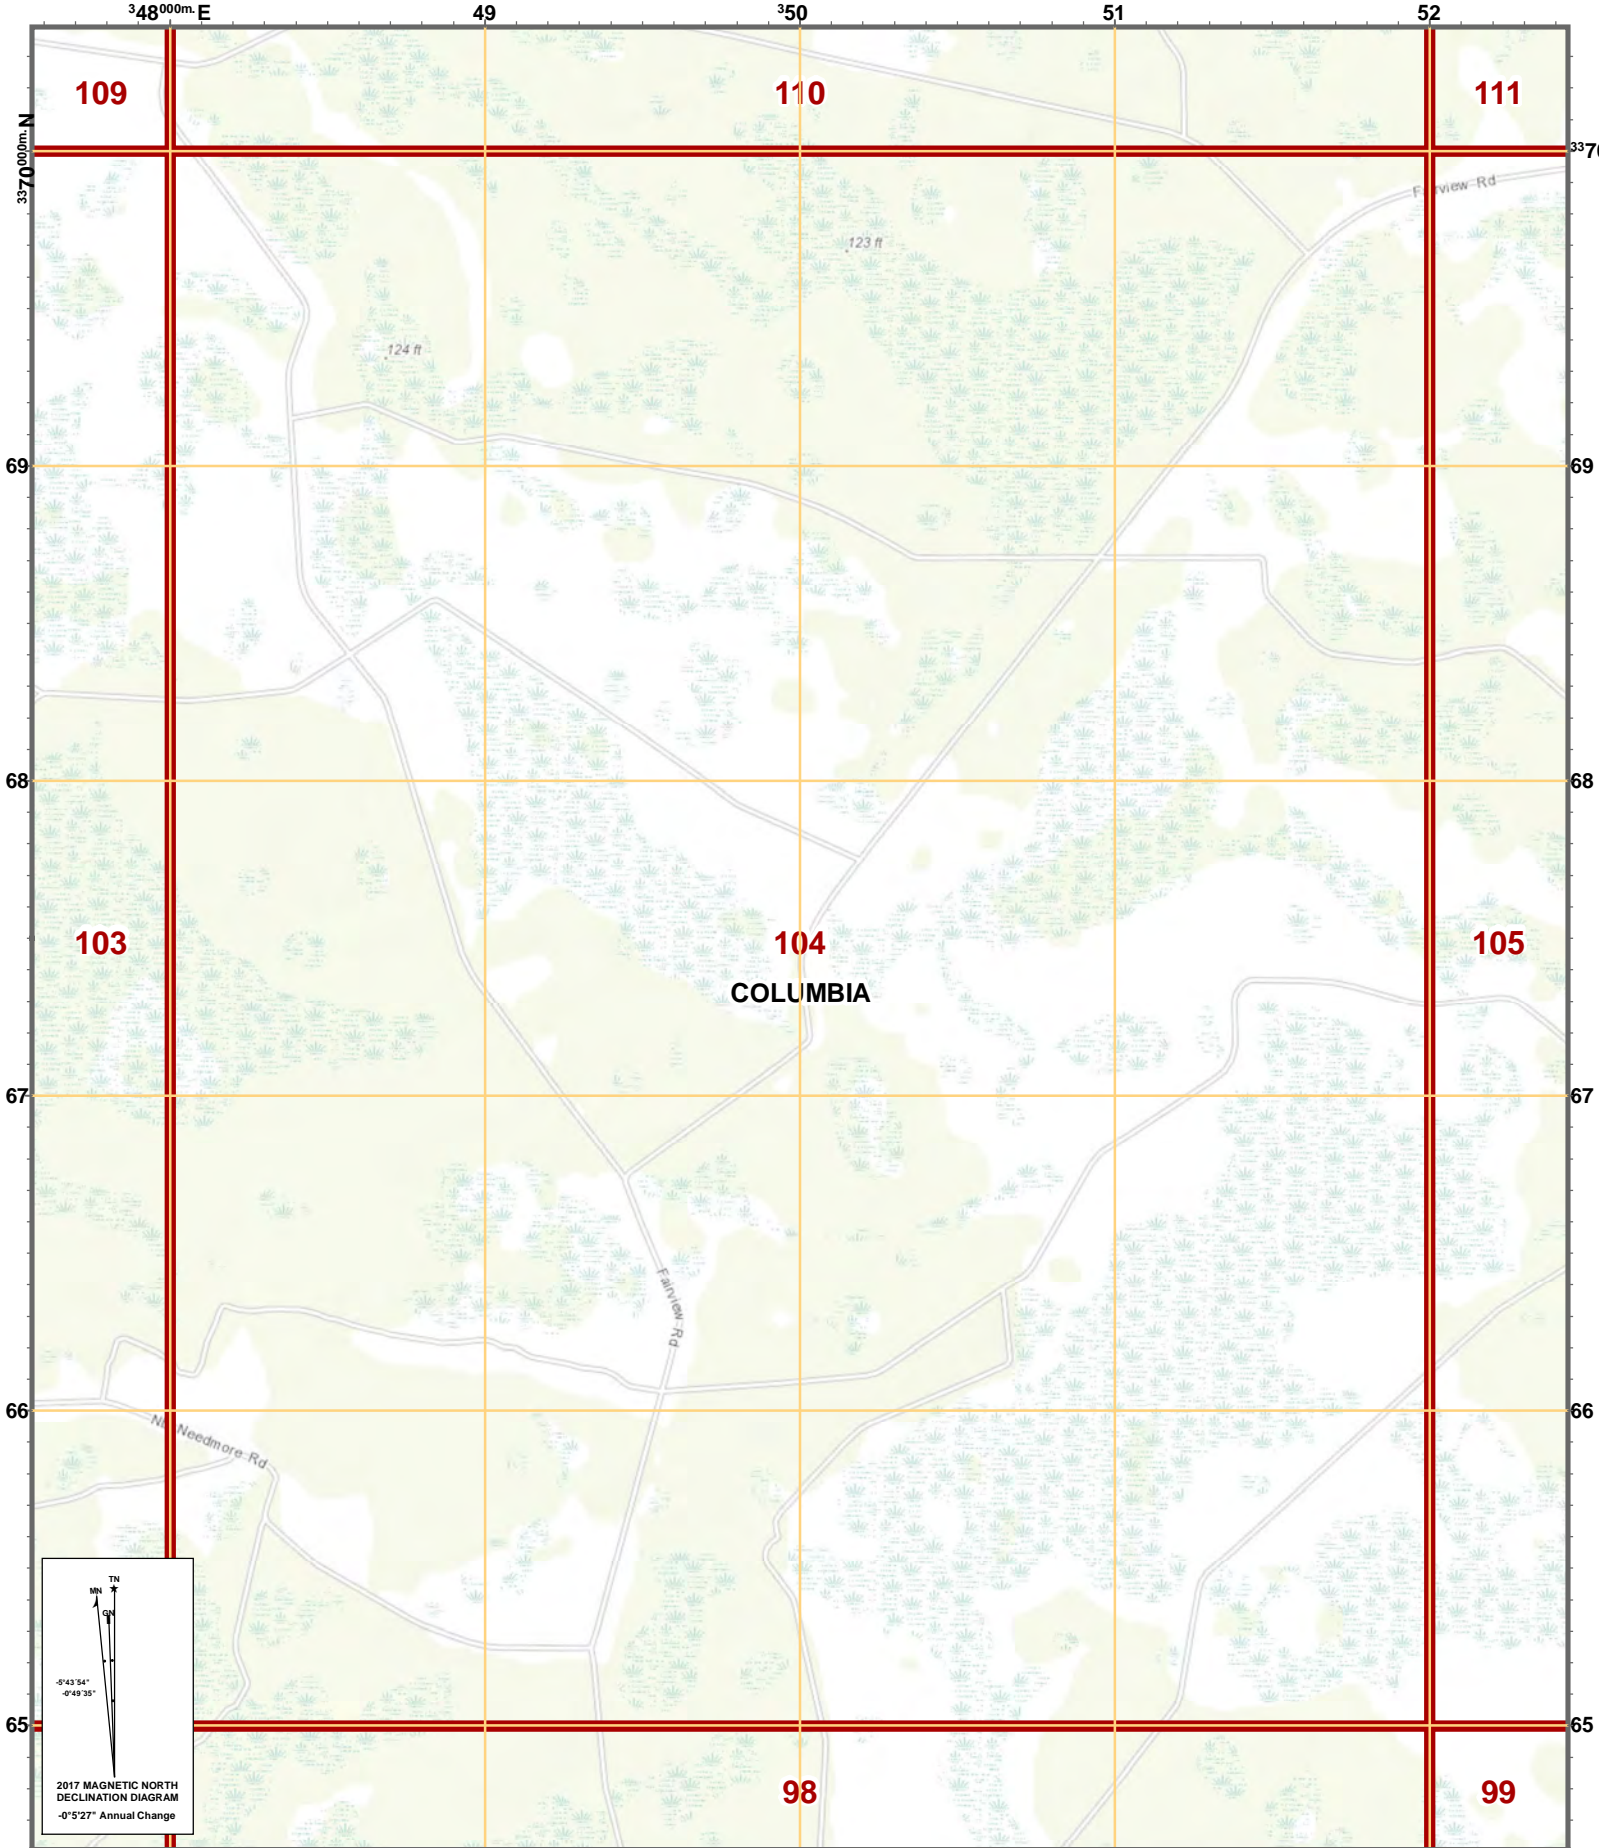 ³48⁰⁰⁰ᵐ·E 49 ³50 51 52
109 110 111
³³70⁰⁰⁰ᵐ·N
³³70
Fairview Rd
123 ft
124 ft
69 69
68 68
103 104 105
COLUMBIA
67 67
Fairview Rd
66 66
NE Needmore Rd
TN
MN
GN
-5°43'54"
-0°49'35"
65 65
2017 MAGNETIC NORTH
DECLINATION DIAGRAM
-0°5'27" Annual Change
98 99